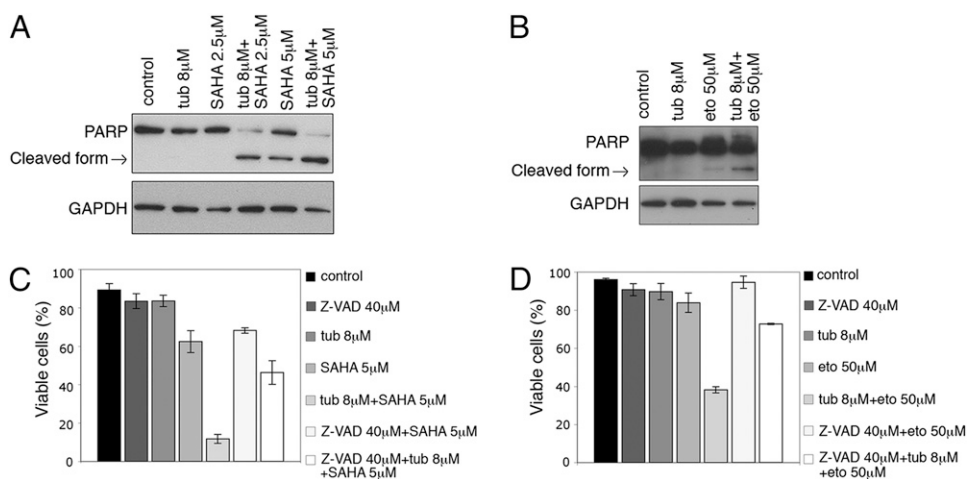 A
control
tub 8μM
SAHA 2.5μM
tub 8μM+
SAHA 2.5μM
SAHA 5μM
tub 8μM+
SAHA 5μM
PARP
Cleaved form→
GAPDH
B
control
tub 8μM
eto 50μM
tub 8μM+
eto 50μM
PARP
Cleaved form→
GAPDH
C
Viable cells (%)
100
80
60
40
20
0
control
Z-VAD 40μM
tub 8μM
SAHA 5μM
tub 8μM+SAHA 5μM
Z-VAD 40μM+SAHA 5μM
Z-VAD 40μM+tub 8μM
+SAHA 5μM
D
Viable cells (%)
100
80
60
40
20
0
control
Z-VAD 40μM
tub 8μM
eto 50μM
tub 8μM+eto 50μM
Z-VAD 40μM+eto 50μM
Z-VAD 40μM+tub 8μM
+eto 50μM